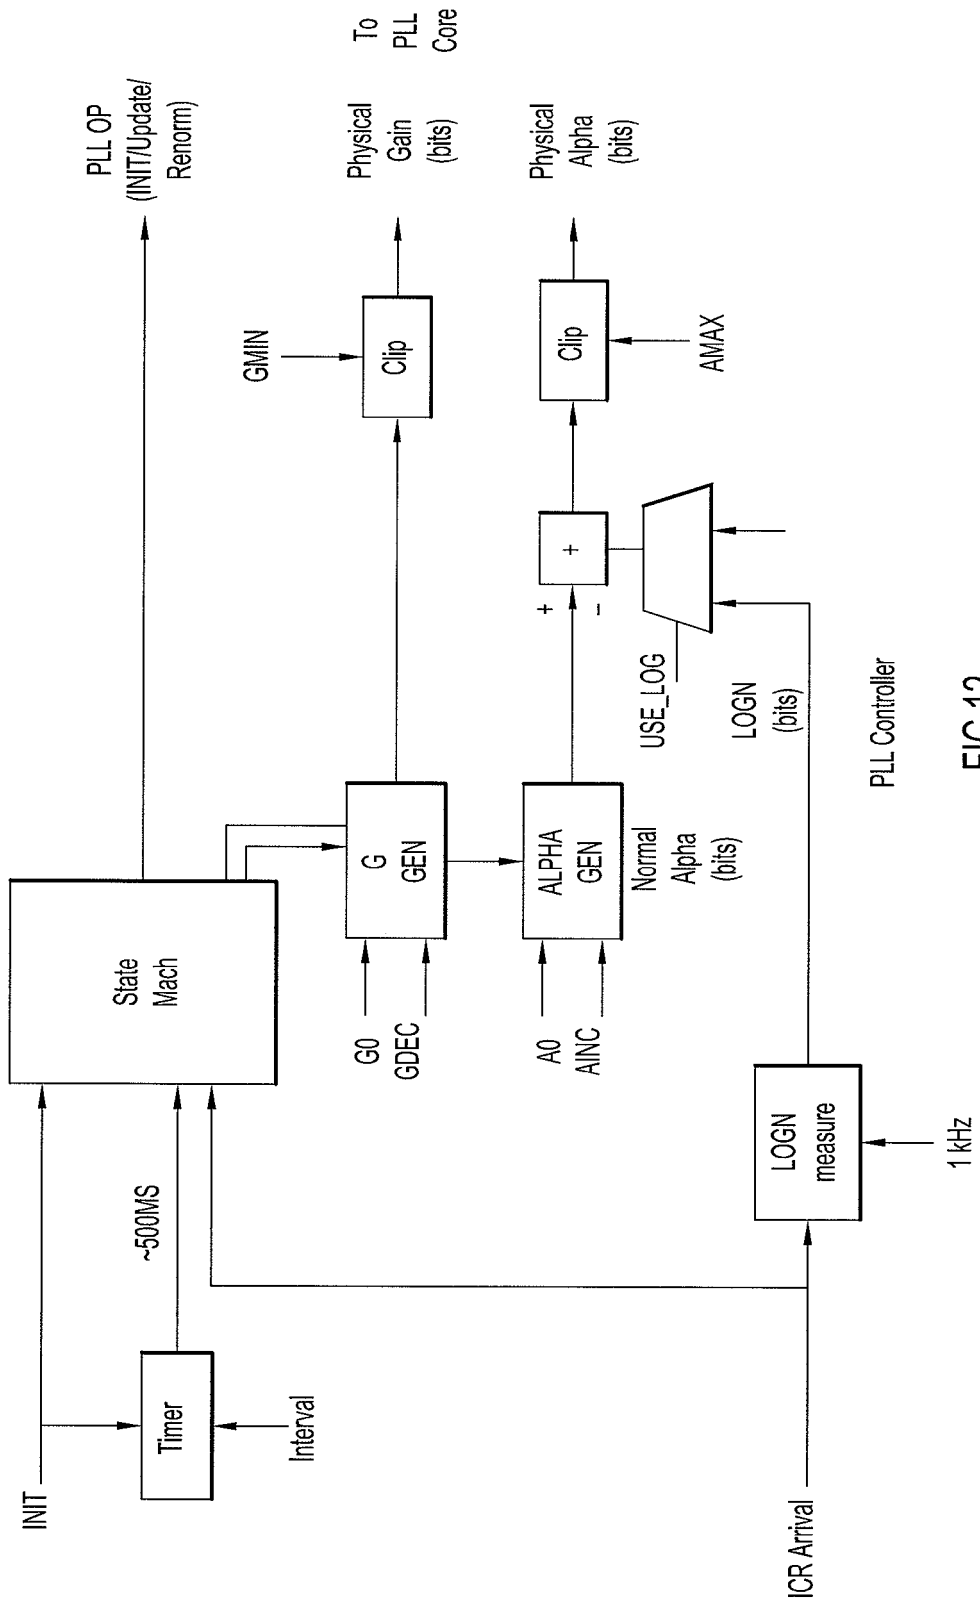 PLL OP
(INIT/Update/
Renorm)
To
PLL
Core
Physical
Gain
(bits)
Physical
Alpha
(bits)
GMIN
Clip
Clip
AMAX
+
+
−
USE_LOG
LOGN
(bits)
PLL Controller
State
Mach
G
GEN
G0
GDEC
ALPHA
GEN
A0
AINC
Normal
Alpha
(bits)
INIT
Timer
~500MS
Interval
ICR Arrival
LOGN
measure
1 kHz